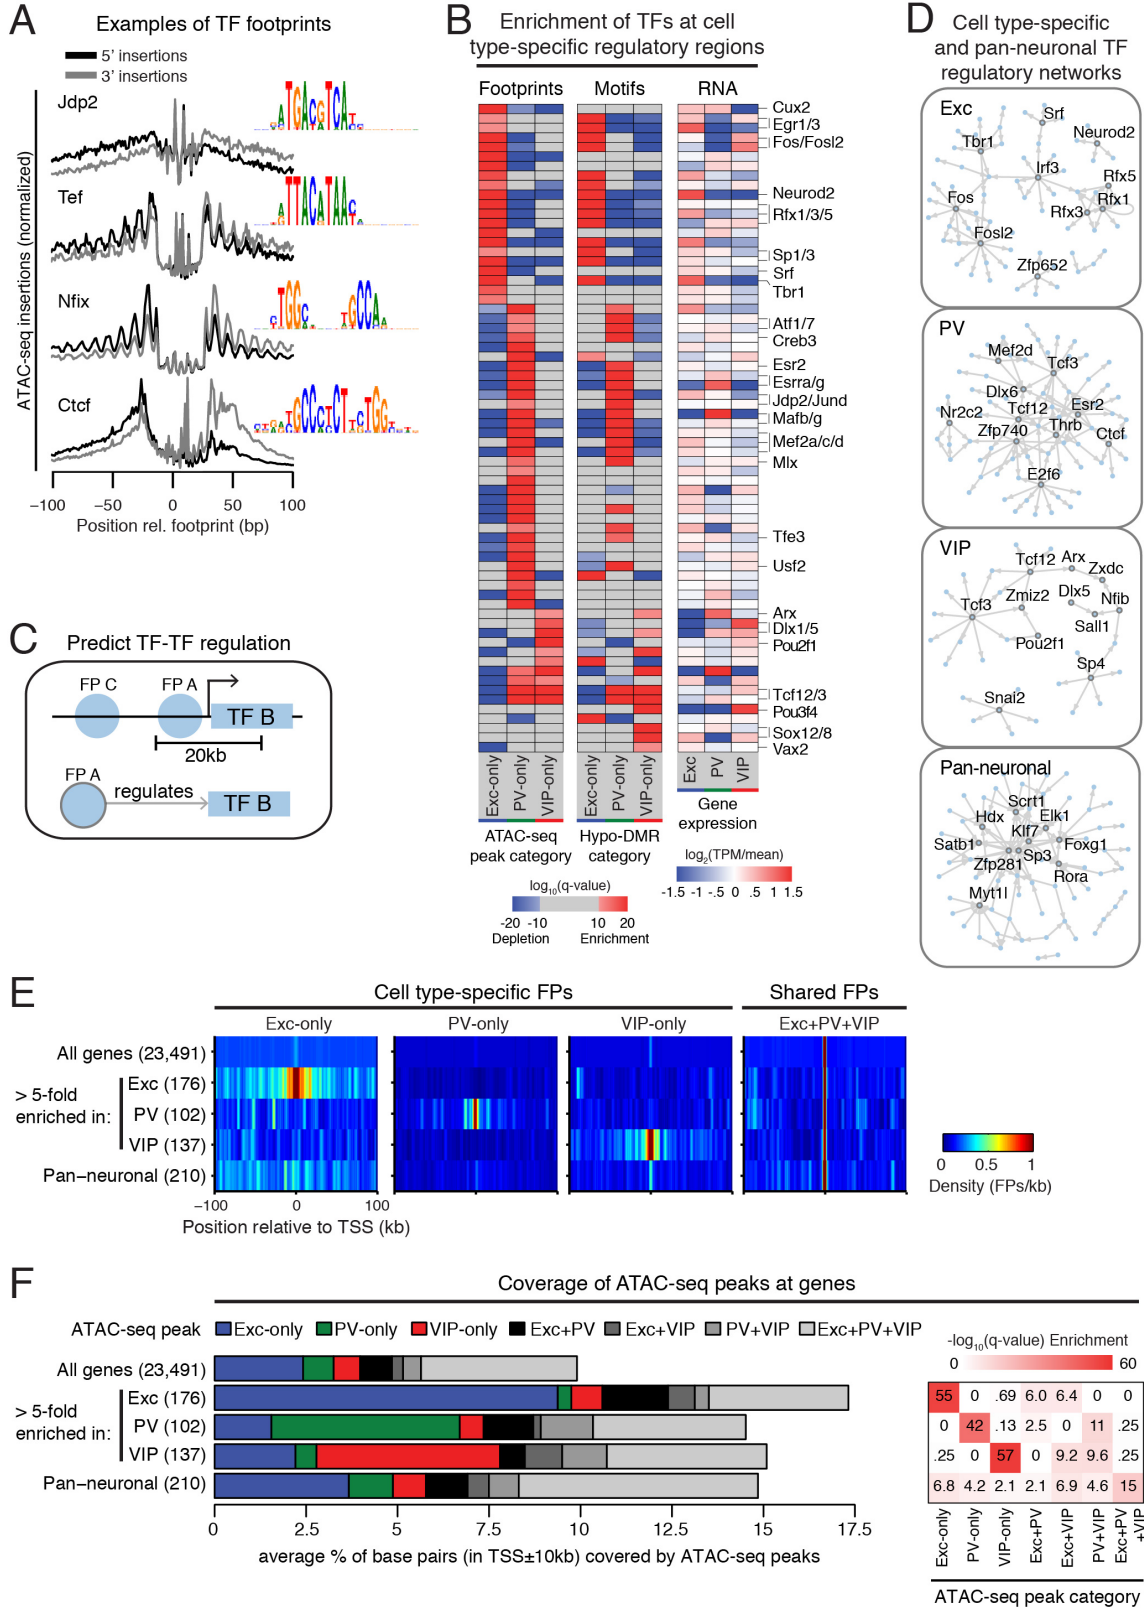 A
Examples of TF footprints
5’ insertions
3’ insertions
Jdp2
Tef
Nfix
Ctcf
ATAC-seq insertions (normalized)
−100 −50 0 50 100
Position rel. footprint (bp)
B
Enrichment of TFs at cell
type-specific regulatory regions
Footprints Motifs RNA
Cux2
Egr1/3
Fos/Fosl2
Neurod2
Rfx1/3/5
Sp1/3
Srf
Tbr1
Atf1/7
Creb3
Esr2
Esrra/g
Jdp2/Jund
Mafb/g
Mef2a/c/d
Mlx
Tfe3
Usf2
Arx
Dlx1/5
Pou2f1
Tcf12/3
Pou3f4
Sox12/8
Vax2
Exc-only PV-only VIP-only Exc-only PV-only VIP-only Exc PV VIP
ATAC-seq
peak category
Hypo-DMR
category
Gene
expression
log10(q-value)
-20 -10 10 20
Depletion Enrichment
log2(TPM/mean)
-1.5 -1 -.5 0 .5 1 1.5
C
Predict TF-TF regulation
FP C FP A
TF B
20kb
FP A
regulates
TF B
D
Cell type-specific
and pan-neuronal TF
regulatory networks
Exc
Srf
Tbr1
Neurod2
Irf3
Rfx5
Fos
Rfx1
Rfx3
Fosl2
Zfp652
PV
Mef2d
Tcf3
Dlx6
Nr2c2
Tcf12
Esr2
Zfp740
Thrb
Ctcf
E2f6
VIP
Tcf12
Arx
Zxdc
Dlx5
Tcf3
Zmiz2
Nfib
Sall1
Pou2f1
Sp4
Snai2
Pan-neuronal
Scrt1
Hdx
Elk1
Klf7
Satb1
Foxg1
Zfp281
Sp3
Rora
Myt1l
E
Cell type-specific FPs Shared FPs
Exc-only PV-only VIP-only Exc+PV+VIP
All genes (23,491)
> 5-fold
enriched in:
Exc (176)
PV (102)
VIP (137)
Pan−neuronal (210)
−100 0 100
Position relative to TSS (kb)
0 0.5 1
Density (FPs/kb)
F
Coverage of ATAC-seq peaks at genes
ATAC-seq peak Exc-only PV-only VIP-only Exc+PV Exc+VIP PV+VIP Exc+PV+VIP
All genes (23,491)
> 5-fold
enriched in:
Exc (176)
PV (102)
VIP (137)
Pan-neuronal (210)
0 2.5 5 7.5 10 12.5 15 17.5
average % of base pairs (in TSS±10kb) covered by ATAC-seq peaks
-log10(q-value) Enrichment
0 60
55 0 .69 6.0 6.4 0 0
0 42 .13 2.5 0 11 .25
.25 0 57 0 9.2 9.6 .25
6.8 4.2 2.1 2.1 6.9 4.6 15
Exc-only PV-only VIP-only Exc+PV Exc+VIP PV+VIP Exc+PV +VIP
ATAC-seq peak category